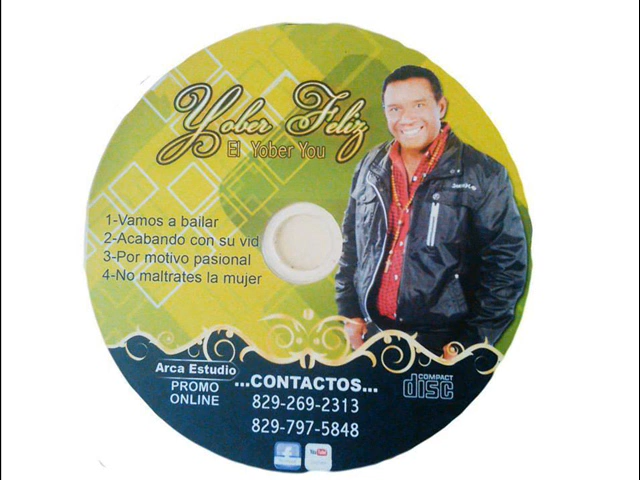 Yober Feliz
El Yober You
1-Vamos a bailar
2-Acabando con su vid
3-Por motivo pasional
4-No maltrates la mujer
Arca Estudio
PROMO
ONLINE
...CONTACTOS...
829-269-2313
829-797-5848
COMPACT
disc